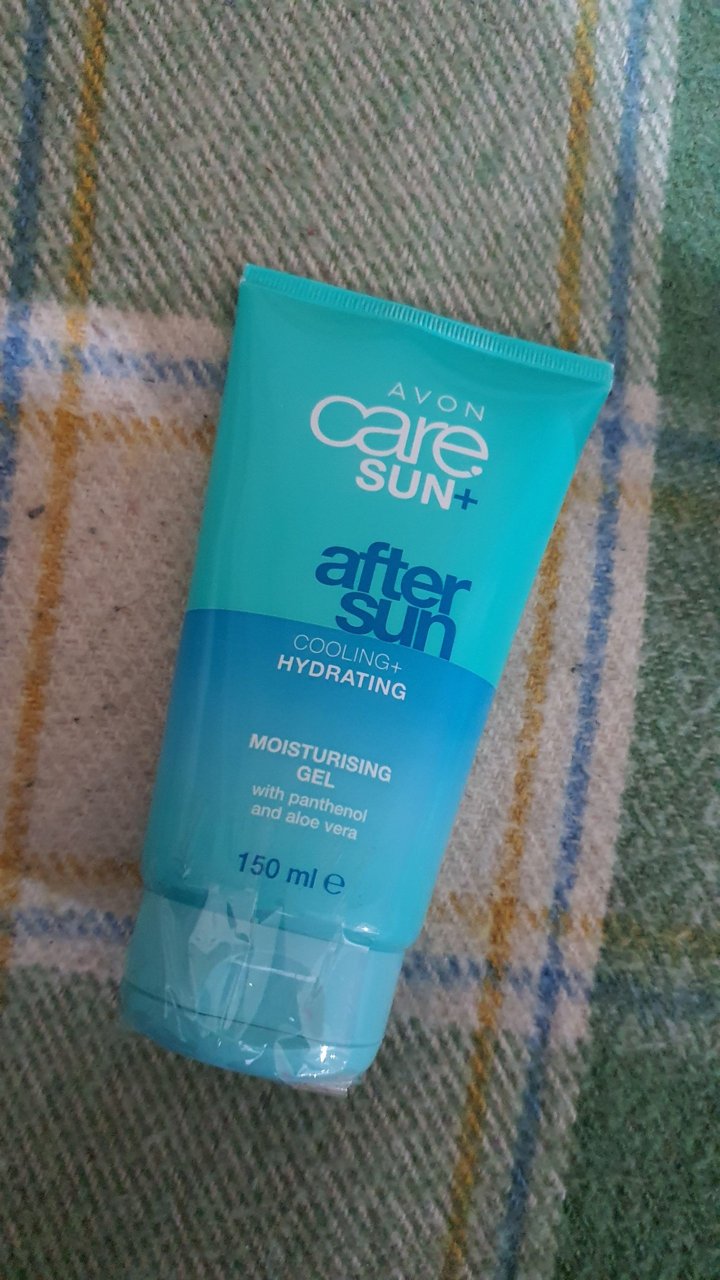 AVON
care
SUN+
after
sun
COOLING+
HYDRATING
MOISTURISING
GEL
with panthenol
and aloe vera
150 ml ℮